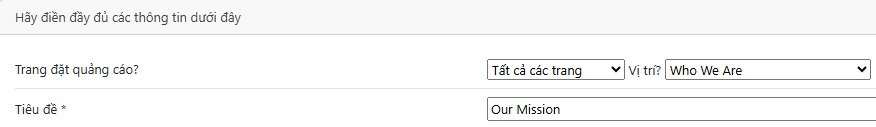 Hãy điền đầy đủ các thông tin dưới đây
Trang đặt quảng cáo? Tất cả các trang Vị trí? Who We Are
Tiêu đề * Our Mission